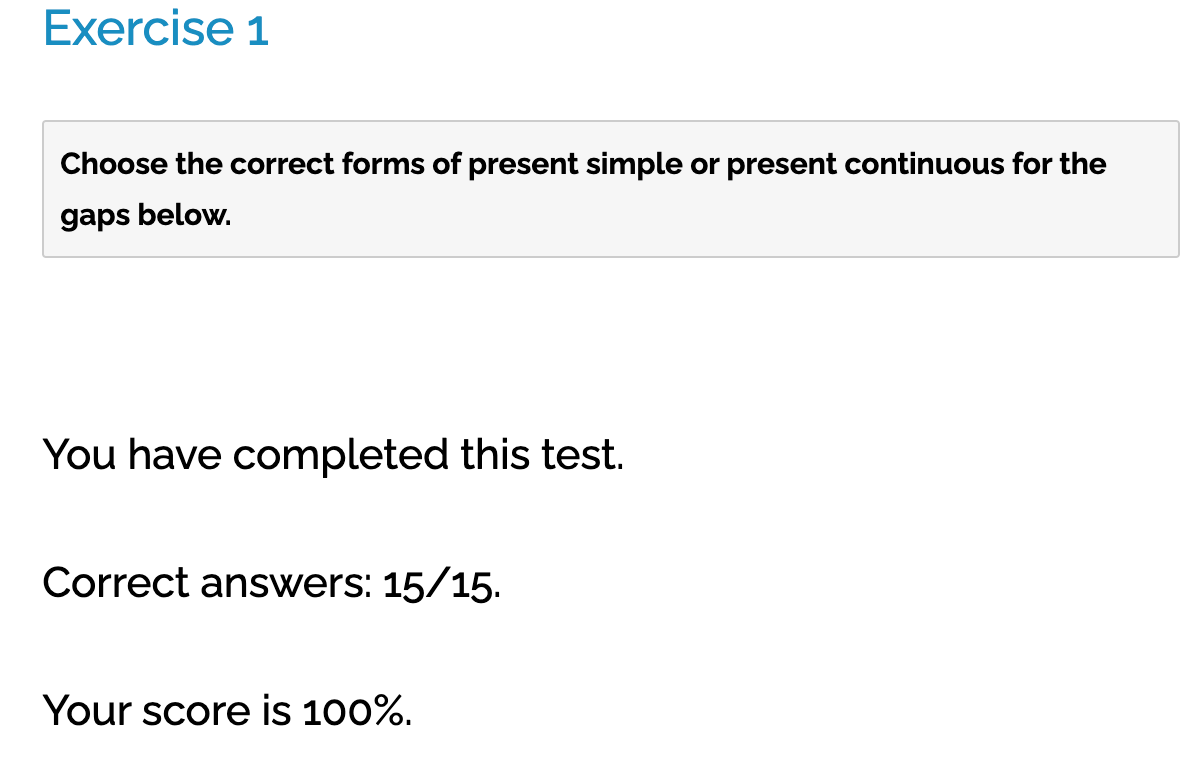 Exercise 1
Choose the correct forms of present simple or present continuous for the
gaps below.
You have completed this test.
Correct answers: 15/15.
Your score is 100%.